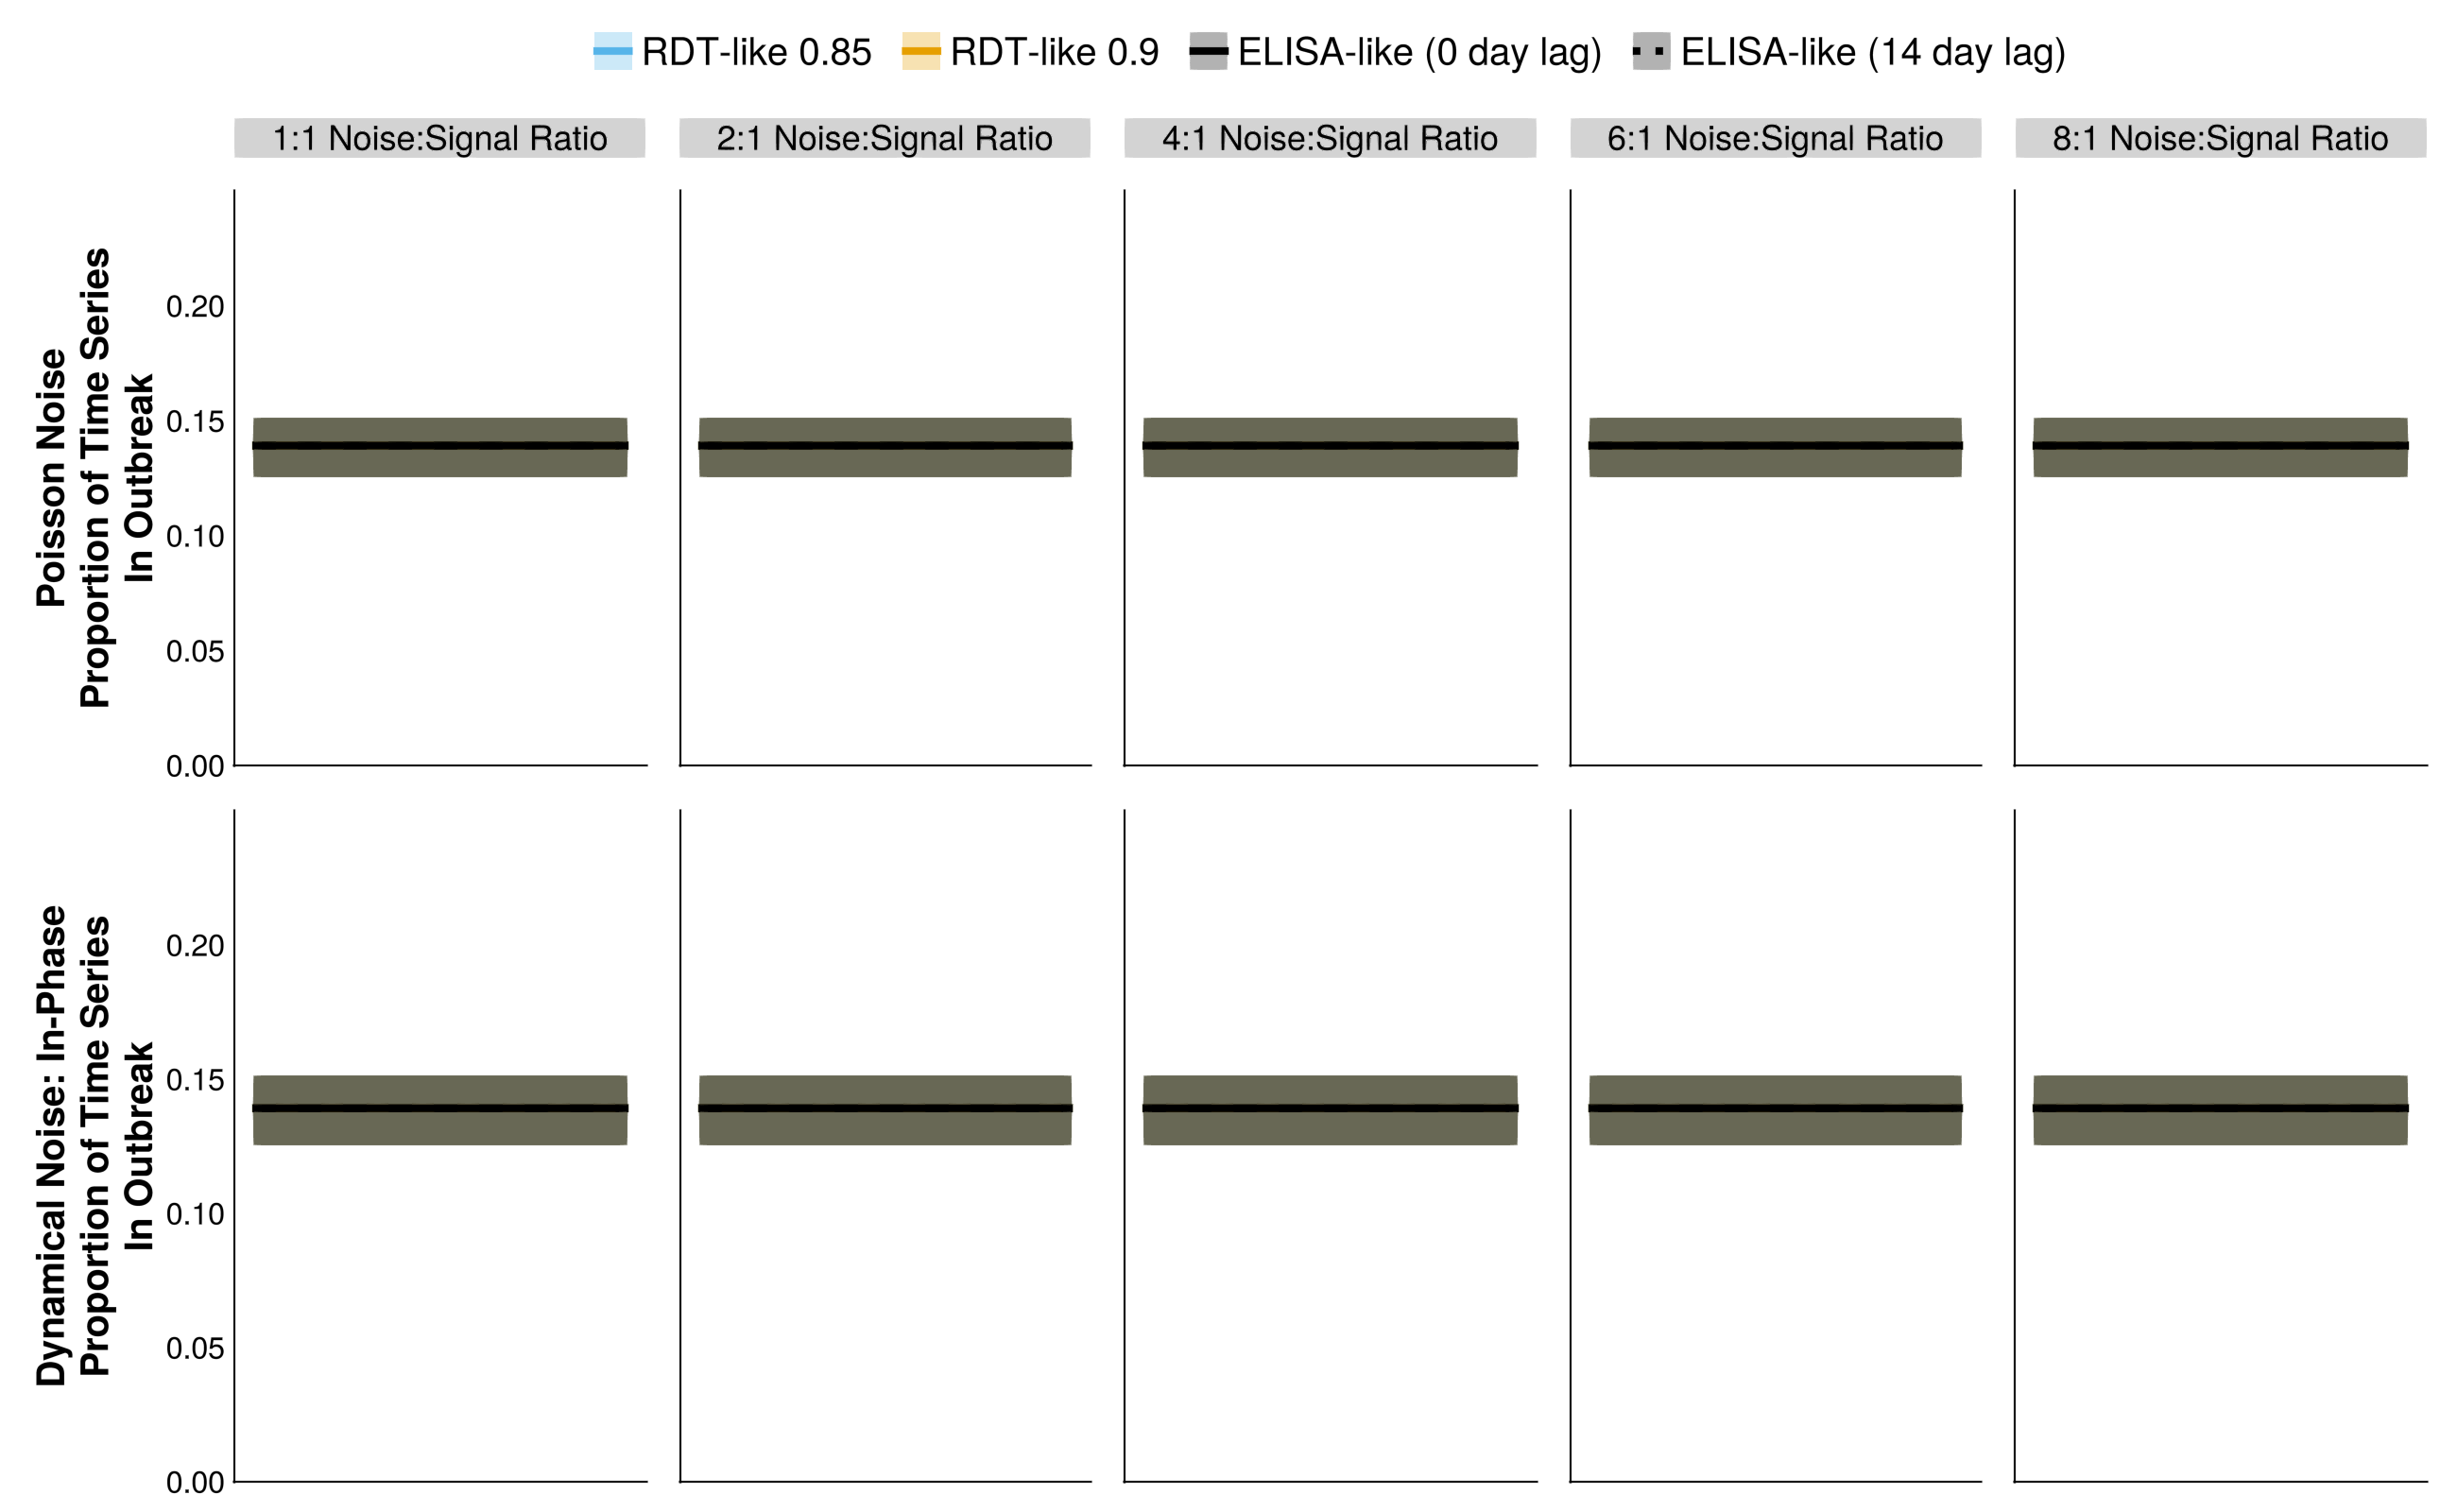 RDT-like 0.85 RDT-like 0.9 ELISA-like (0 day lag) ELISA-like (14 day lag)
1:1 Noise:Signal Ratio 2:1 Noise:Signal Ratio 4:1 Noise:Signal Ratio 6:1 Noise:Signal Ratio 8:1 Noise:Signal Ratio
Poisson Noise
Proportion of Time Series
In Outbreak
0.20
0.15
0.10
0.05
0.00
Dynamical Noise: In-Phase
Proportion of Time Series
In Outbreak
0.20
0.15
0.10
0.05
0.00